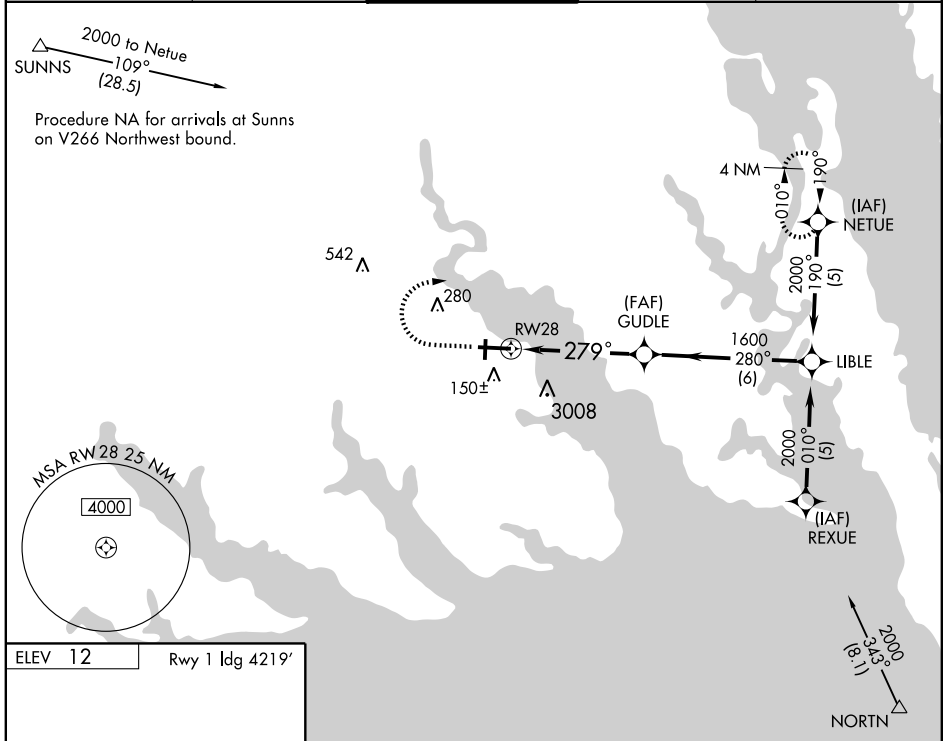 2000 to Netue
109°
(28.5)
SUNNS
Procedure NA for arrivals at Sunns
on V266 Northwest bound.
4 NM
190°
010°
(IAF)
NETUE
2000
190°
(5)
542
280
(FAF)
GUDLE
RW28
279°
1600
280°
(6)
LIBLE
150±
3008
2000
010°
(5)
MSA RW 28 25 NM
4000
(IAF)
REXUE
2000
343°
(8.1)
NORTN
ELEV 12
Rwy 1 ldg 4219'